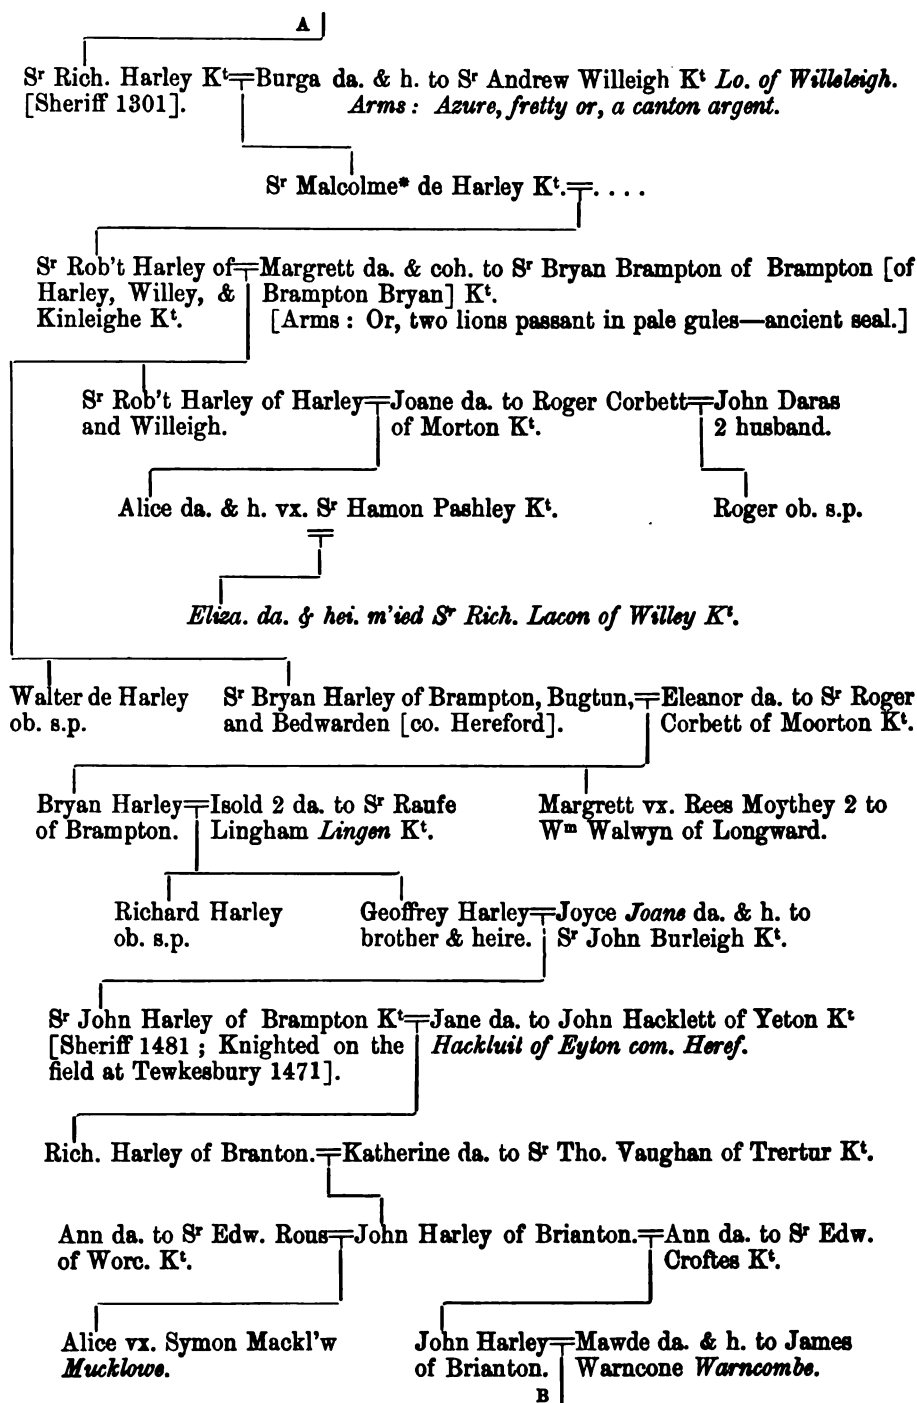 A
Sr Rich. Harley Kt=Burga da. & h. to Sr Andrew Willeigh Kt Lo. of Willeleigh.
[Sheriff 1301]. Arms: Azure, fretty or, a canton argent.
Sr Malcolme* de Harley Kt.=. . . .
Sr Rob't Harley of=Margrett da. & coh. to Sr Bryan Brampton of Brampton [of
Harley, Willey, & Brampton Bryan] Kt.
Kinleighe Kt. [Arms: Or, two lions passant in pale gules—ancient seal.]
Sr Rob't Harley of Harley=Joane da. to Roger Corbett=John Daras
and Willeigh. of Morton Kt. 2 husband.
Alice da. & h. vx. Sr Hamon Pashley Kt. Roger ob. s.p.
=
Eliza. da. & hei. m'ied Sr Rich. Lacon of Willey Kt.
Walter de Harley Sr Bryan Harley of Brampton, Bugtun,=Eleanor da. to Sr Roger
ob. s.p. and Bedwarden [co. Hereford]. Corbett of Moorton Kt.
Bryan Harley=Isold 2 da. to Sr Raufe Margrett vx. Rees Moythey 2 to
of Brampton. Lingham Lingen Kt. Wm Walwyn of Longward.
Richard Harley Geoffrey Harley=Joyce Joane da. & h. to
ob. s.p. brother & heire. Sr John Burleigh Kt.
Sr John Harley of Brampton Kt=Jane da. to John Hacklett of Yeton Kt
[Sheriff 1481 ; Knighted on the Hackluit of Eyton com. Heref.
field at Tewkesbury 1471].
Rich. Harley of Branton.=Katherine da. to Sr Tho. Vaughan of Trertur Kt.
Ann da. to Sr Edw. Rous=John Harley of Brianton.=Ann da. to Sr Edw.
of Worc. Kt. Croftes Kt.
Alice vx. Symon Mackl'w John Harley=Mawde da. & h. to James
Mucklowe. of Brianton. Warncone Warncombe.
B